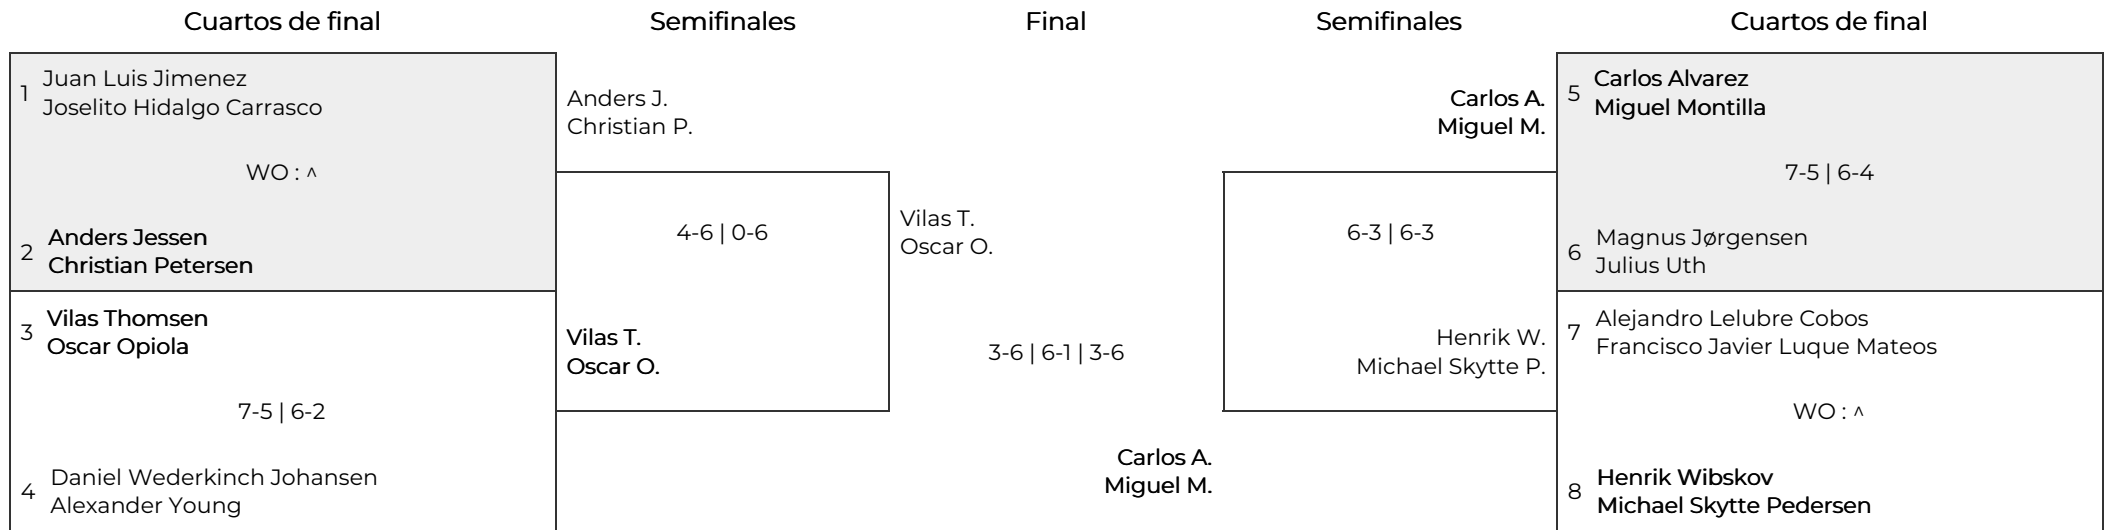 Cuartos de final
Semifinales
Final
Semifinales
Cuartos de final
1
Juan Luis Jimenez
Joselito Hidalgo Carrasco
WO : ^
2
Anders Jessen
Christian Petersen
3
Vilas Thomsen
Oscar Opiola
7-5 | 6-2
4
Daniel Wederkinch Johansen
Alexander Young
Anders J.
Christian P.
4-6 | 0-6
Vilas T.
Oscar O.
Vilas T.
Oscar O.
3-6 | 6-1 | 3-6
Carlos A.
Miguel M.
Carlos A.
Miguel M.
6-3 | 6-3
Henrik W.
Michael Skytte P.
5
Carlos Alvarez
Miguel Montilla
7-5 | 6-4
6
Magnus Jørgensen
Julius Uth
7
Alejandro Lelubre Cobos
Francisco Javier Luque Mateos
WO : ^
8
Henrik Wibskov
Michael Skytte Pedersen